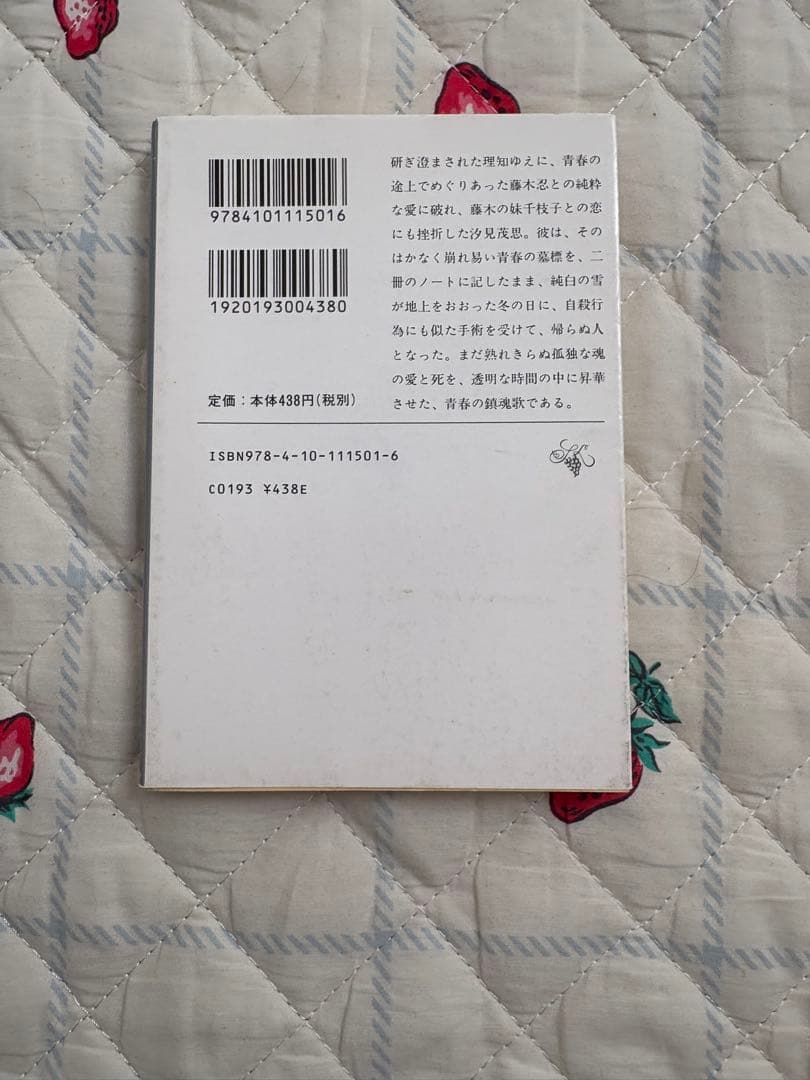 9784101115016
1920193004380
定価：本体438円(税別)
研ぎ澄まされた理知ゆえに、青春の
途上でめぐりあった藤木忍との純粋
な愛に破れ、藤木の妹千枝子との恋
にも挫折した汐見茂思。彼は、その
はかなく崩れ易い青春の墓標を、二
冊のノートに記したまま、純白の雪
が地上をおおった冬の日に、自殺行
為にも似た手術を受けて、帰らぬ人
となった。まだ熟れきらぬ孤独な魂
の愛と死を、透明な時間の中に昇華
させた、青春の鎮魂歌である。
ISBN978-4-10-111501-6
C0193 ¥438E